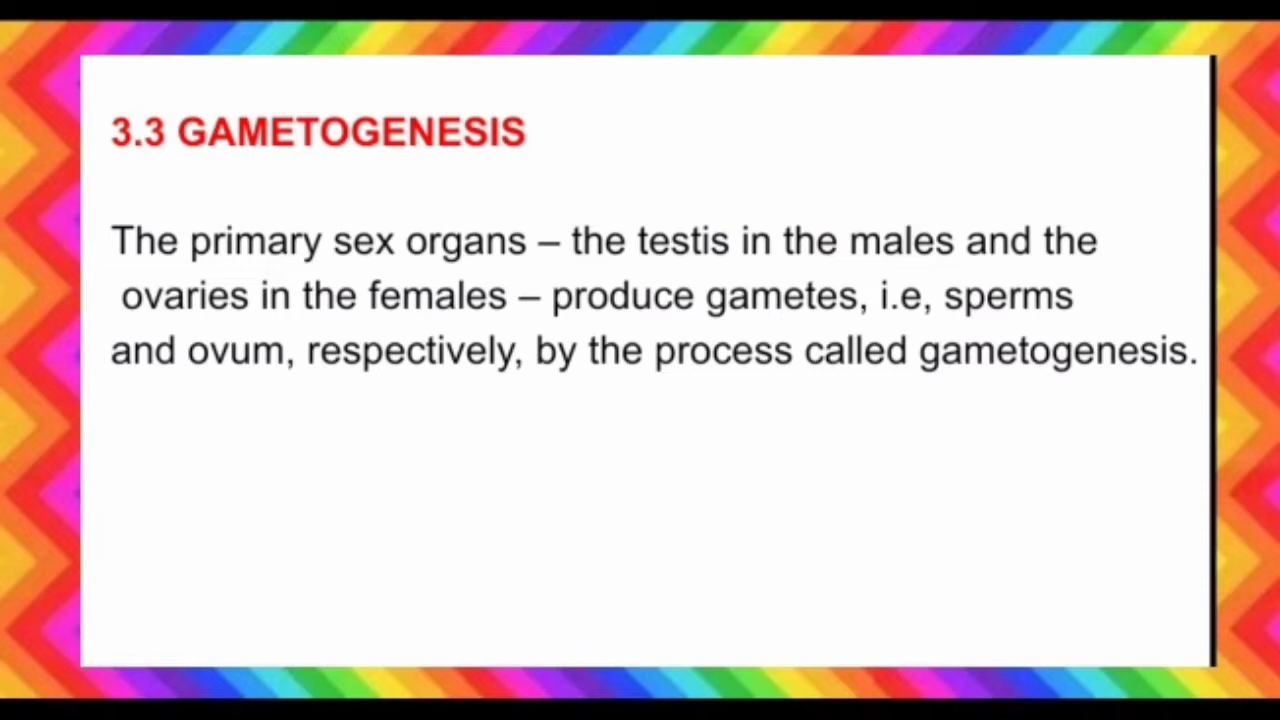 3.3 GAMETOGENESIS
The primary sex organs – the testis in the males and the
ovaries in the females – produce gametes, i.e, sperms
and ovum, respectively, by the process called gametogenesis.